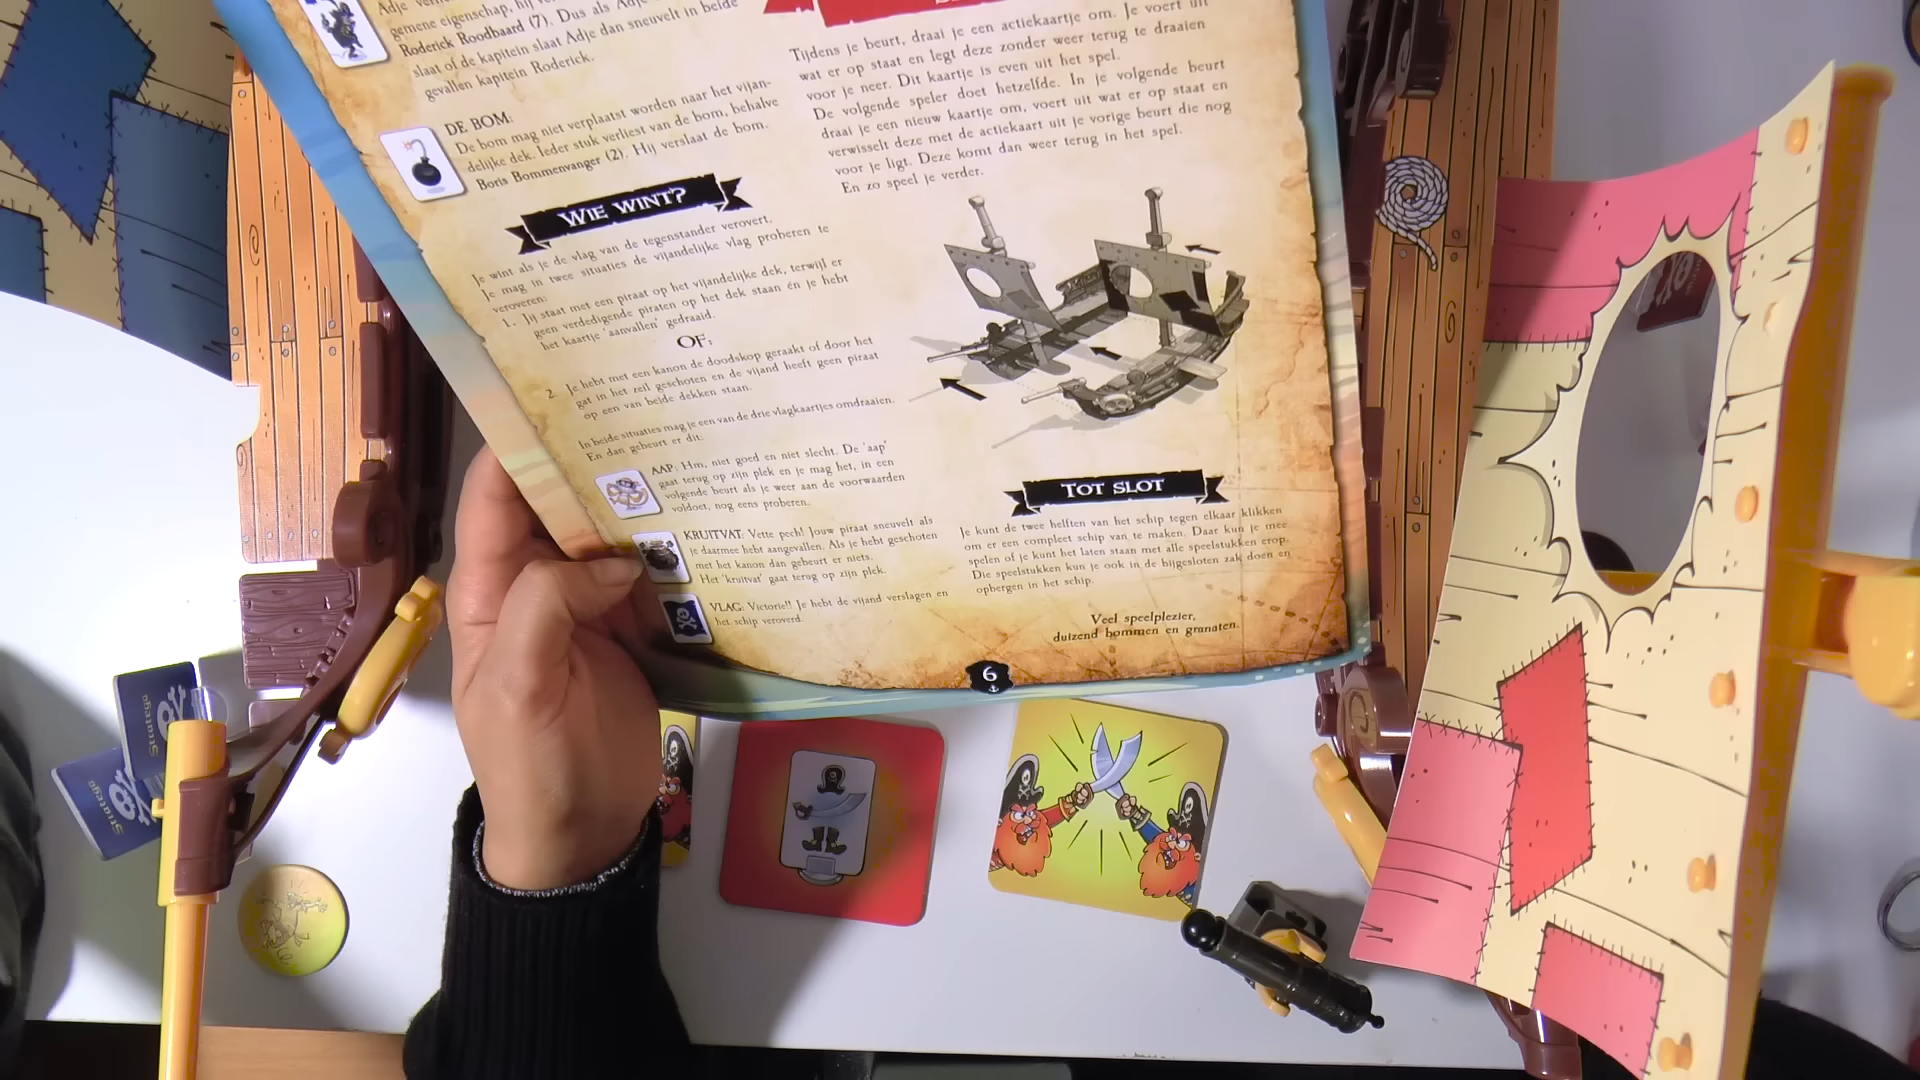 gemene eigenschap, hij
Roderick Roodbaard (7). Dus als Adje
slaat of de kapitein slaat Adje dan sneuvelt in beide
gevallen kapitein Roderick.
DE BOM:
De bom mag niet verplaatst worden naar het vijan-
delijke dek. Ieder stuk verliest van de bom, behalve
Boris Bommenvanger (2). Hij verslaat de bom.
WIE WINT?
Je wint als je de vlag van de tegenstander verovert.
Je mag in twee situaties de vijandelijke vlag proberen te
veroveren:
1. Jij staat met een piraat op het vijandelijke dek, terwijl er
geen verdedigende piraten op het dek staan én je hebt
het kaartje 'aanvallen' gedraaid.
OF:
2. Je hebt met een kanon de doodskop geraakt of door het
gat in het zeil geschoten en de vijand heeft geen piraat
op een van beide dekken staan.
In beide situaties mag je een van de drie vlagkaartjes omdraaien.
En dan gebeurt er dit:
AAP: Hm, niet goed en niet slecht. De 'aap'
gaat terug op zijn plek en je mag het, in een
volgende beurt als je weer aan de voorwaarden
voldoet, nog eens proberen.
KRUITVAT: Vette pech! Jouw piraat sneuvelt als
je daarmee hebt aangevallen. Als je hebt geschoten
met het kanon dan gebeurt er niets.
Het 'kruitvat' gaat terug op zijn plek.
VLAG: Victorie!! Je hebt de vijand verslagen en
het schip veroverd.
Tijdens je beurt, draai je een actiekaartje om. Je voert uit
wat er op staat en legt deze zonder weer terug te draaien
voor je neer. Dit kaartje is even uit het spel.
De volgende speler doet hetzelfde. In je volgende beurt
draai je een nieuw kaartje om, voert uit wat er op staat en
verwisselt deze met de actiekaart uit je vorige beurt die nog
voor je ligt. Deze komt dan weer terug in het spel.
En zo speel je verder.
TOT SLOT
Je kunt de twee helften van het schip tegen elkaar klikken
om er een compleet schip van te maken. Daar kun je mee
spelen of je kunt het laten staan met alle speelstukken erop.
Die speelstukken kun je ook in de bijgesloten zak doen en
opbergen in het schip.
Veel speelplezier,
duizend bommen en granaten.
6
Stratego
Stratego